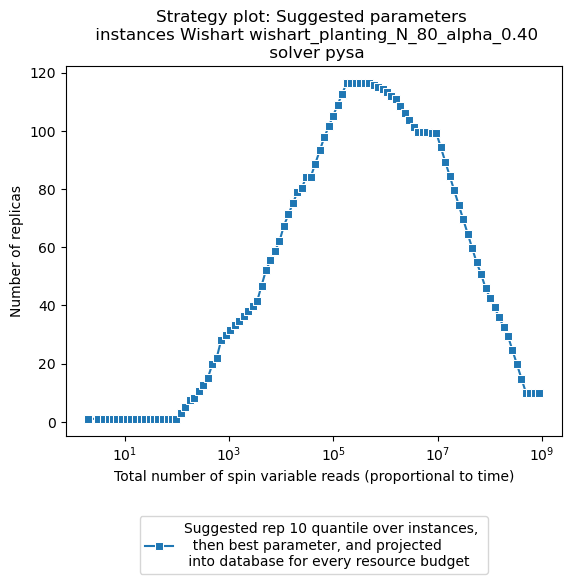 Strategy plot: Suggested parameters
instances Wishart wishart_planting_N_80_alpha_0.40
solver pysa
120
100
80
60
40
20
0
Number of replicas
10^1
10^3
10^5
10^7
10^9
Total number of spin variable reads (proportional to time)
Suggested rep 10 quantile over instances,
then best parameter, and projected
into database for every resource budget